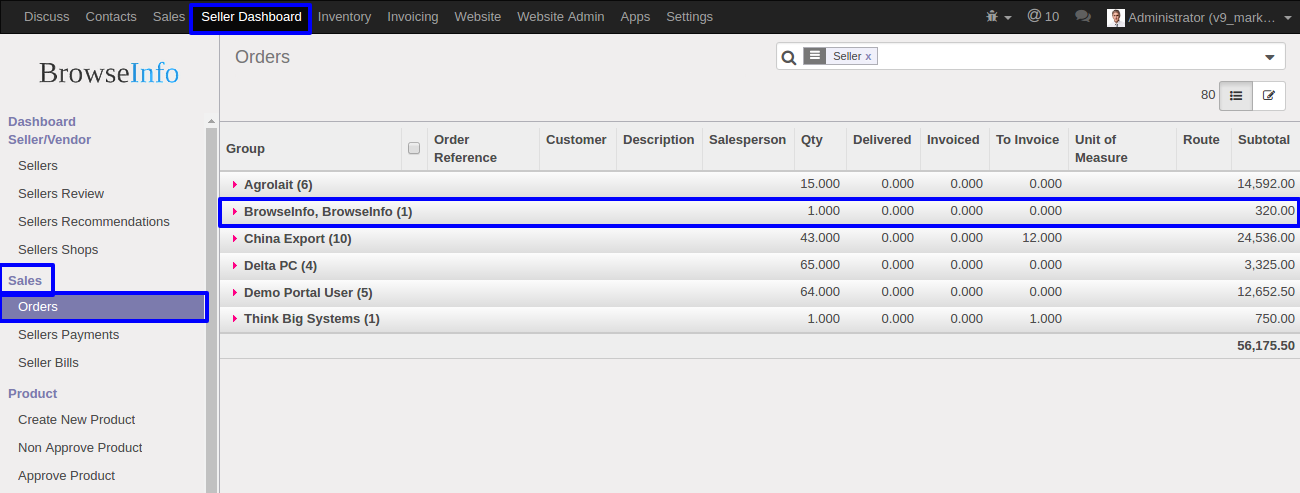 Discuss Contacts Sales Seller Dashboard Inventory Invoicing Website Website Admin Apps Settings @ 10 Administrator (v9_mark…
BrowseInfo
Orders
Seller x
80
Dashboard
Seller/Vendor
Sellers
Sellers Review
Sellers Recommendations
Sellers Shops
Sales
Orders
Sellers Payments
Seller Bills
Product
Create New Product
Non Approve Product
Approve Product
Group Order Reference Customer Description Salesperson Qty Delivered Invoiced To Invoice Unit of Measure Route Subtotal
Agrolait (6) 15.000 0.000 0.000 0.000 14,592.00
BrowseInfo, BrowseInfo (1) 1.000 0.000 0.000 0.000 320.00
China Export (10) 43.000 0.000 0.000 12.000 24,536.00
Delta PC (4) 65.000 0.000 0.000 0.000 3,325.00
Demo Portal User (5) 64.000 0.000 0.000 0.000 12,652.50
Think Big Systems (1) 1.000 0.000 0.000 1.000 750.00
56,175.50